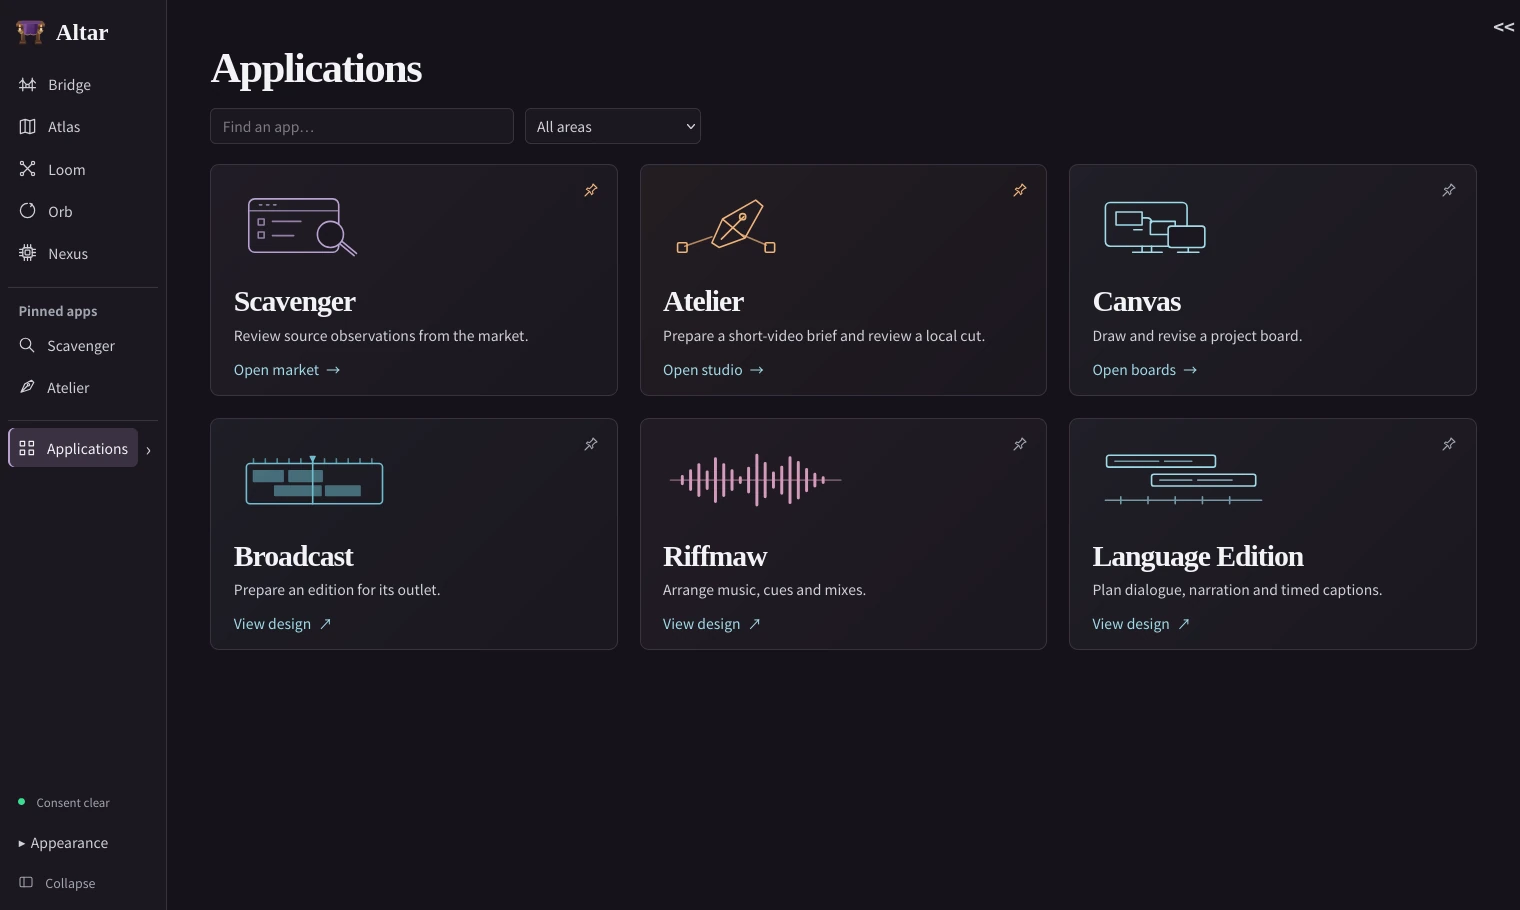 Altar
Bridge
Atlas
Loom
Orb
Nexus
Pinned apps
Scavenger
Atelier
Applications ›
Consent clear
▸ Appearance
Collapse
<<
Applications
Find an app…
All areas
Scavenger
Review source observations from the market.
Open market →
Atelier
Prepare a short-video brief and review a local cut.
Open studio →
Canvas
Draw and revise a project board.
Open boards →
Broadcast
Prepare an edition for its outlet.
View design ↗
Riffmaw
Arrange music, cues and mixes.
View design ↗
Language Edition
Plan dialogue, narration and timed captions.
View design ↗